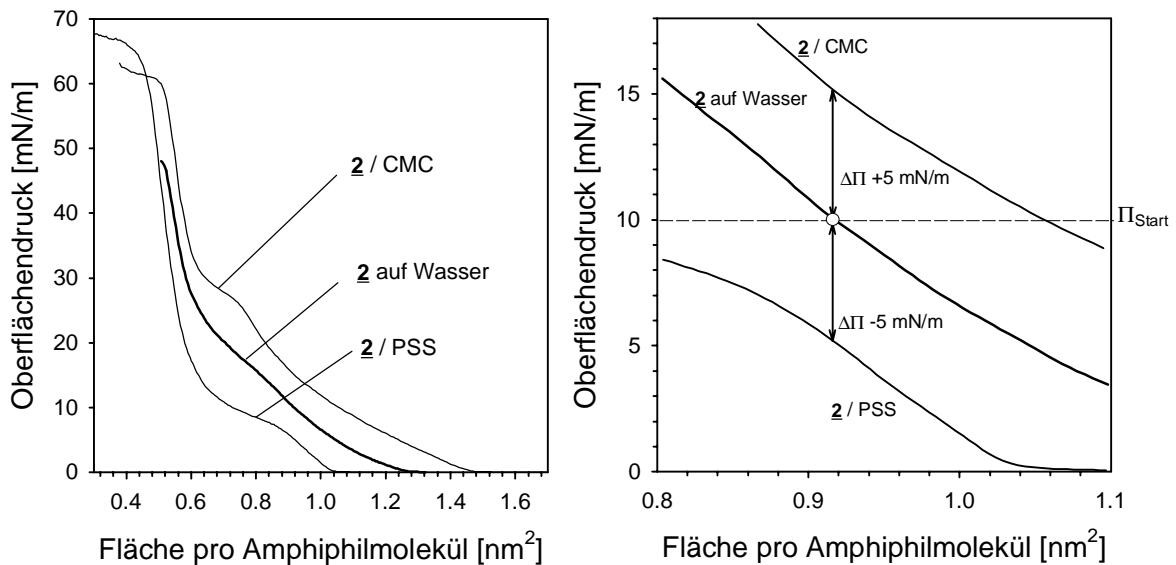 Oberflächendruck [mN/m]
70
60
50
40
30
20
10
0
2 / CMC
2 auf Wasser
2 / PSS
0.4 0.6 0.8 1.0 1.2 1.4 1.6
Fläche pro Amphiphilmolekül [nm²]
Oberflächendruck [mN/m]
15
10
5
0
2 / CMC
2 auf Wasser
ΔΠ +5 mN/m
ΠStart
ΔΠ -5 mN/m
2 / PSS
0.8 0.9 1.0 1.1
Fläche pro Amphiphilmolekül [nm²]